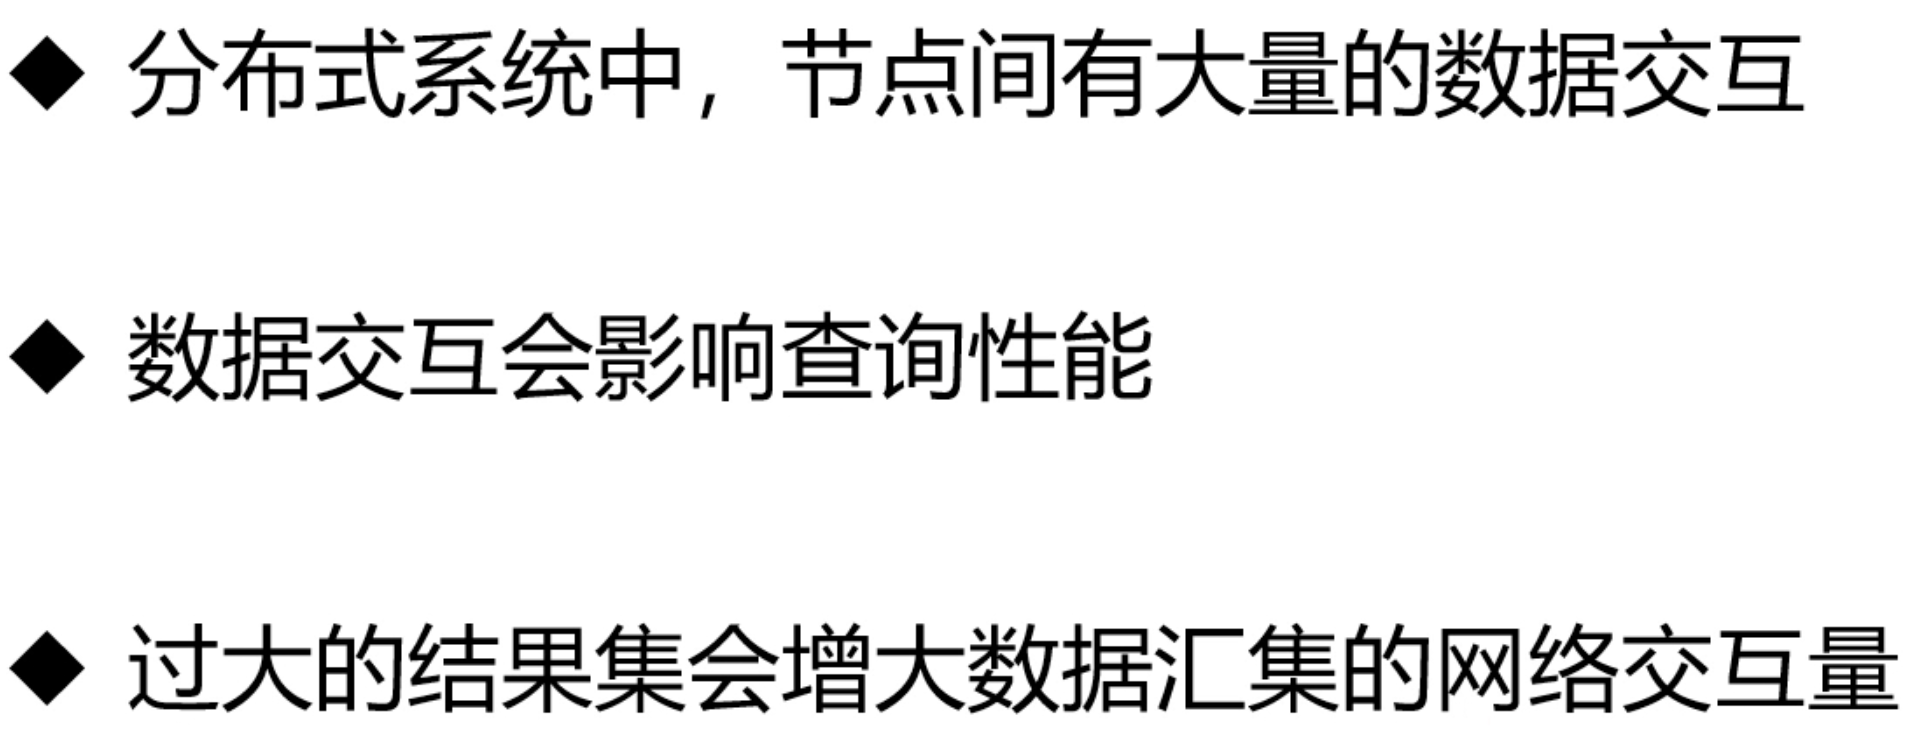 ◆ 分布式系统中，节点间有大量的数据交互
◆ 数据交互会影响查询性能
◆ 过大的结果集会增大数据汇集的网络交互量